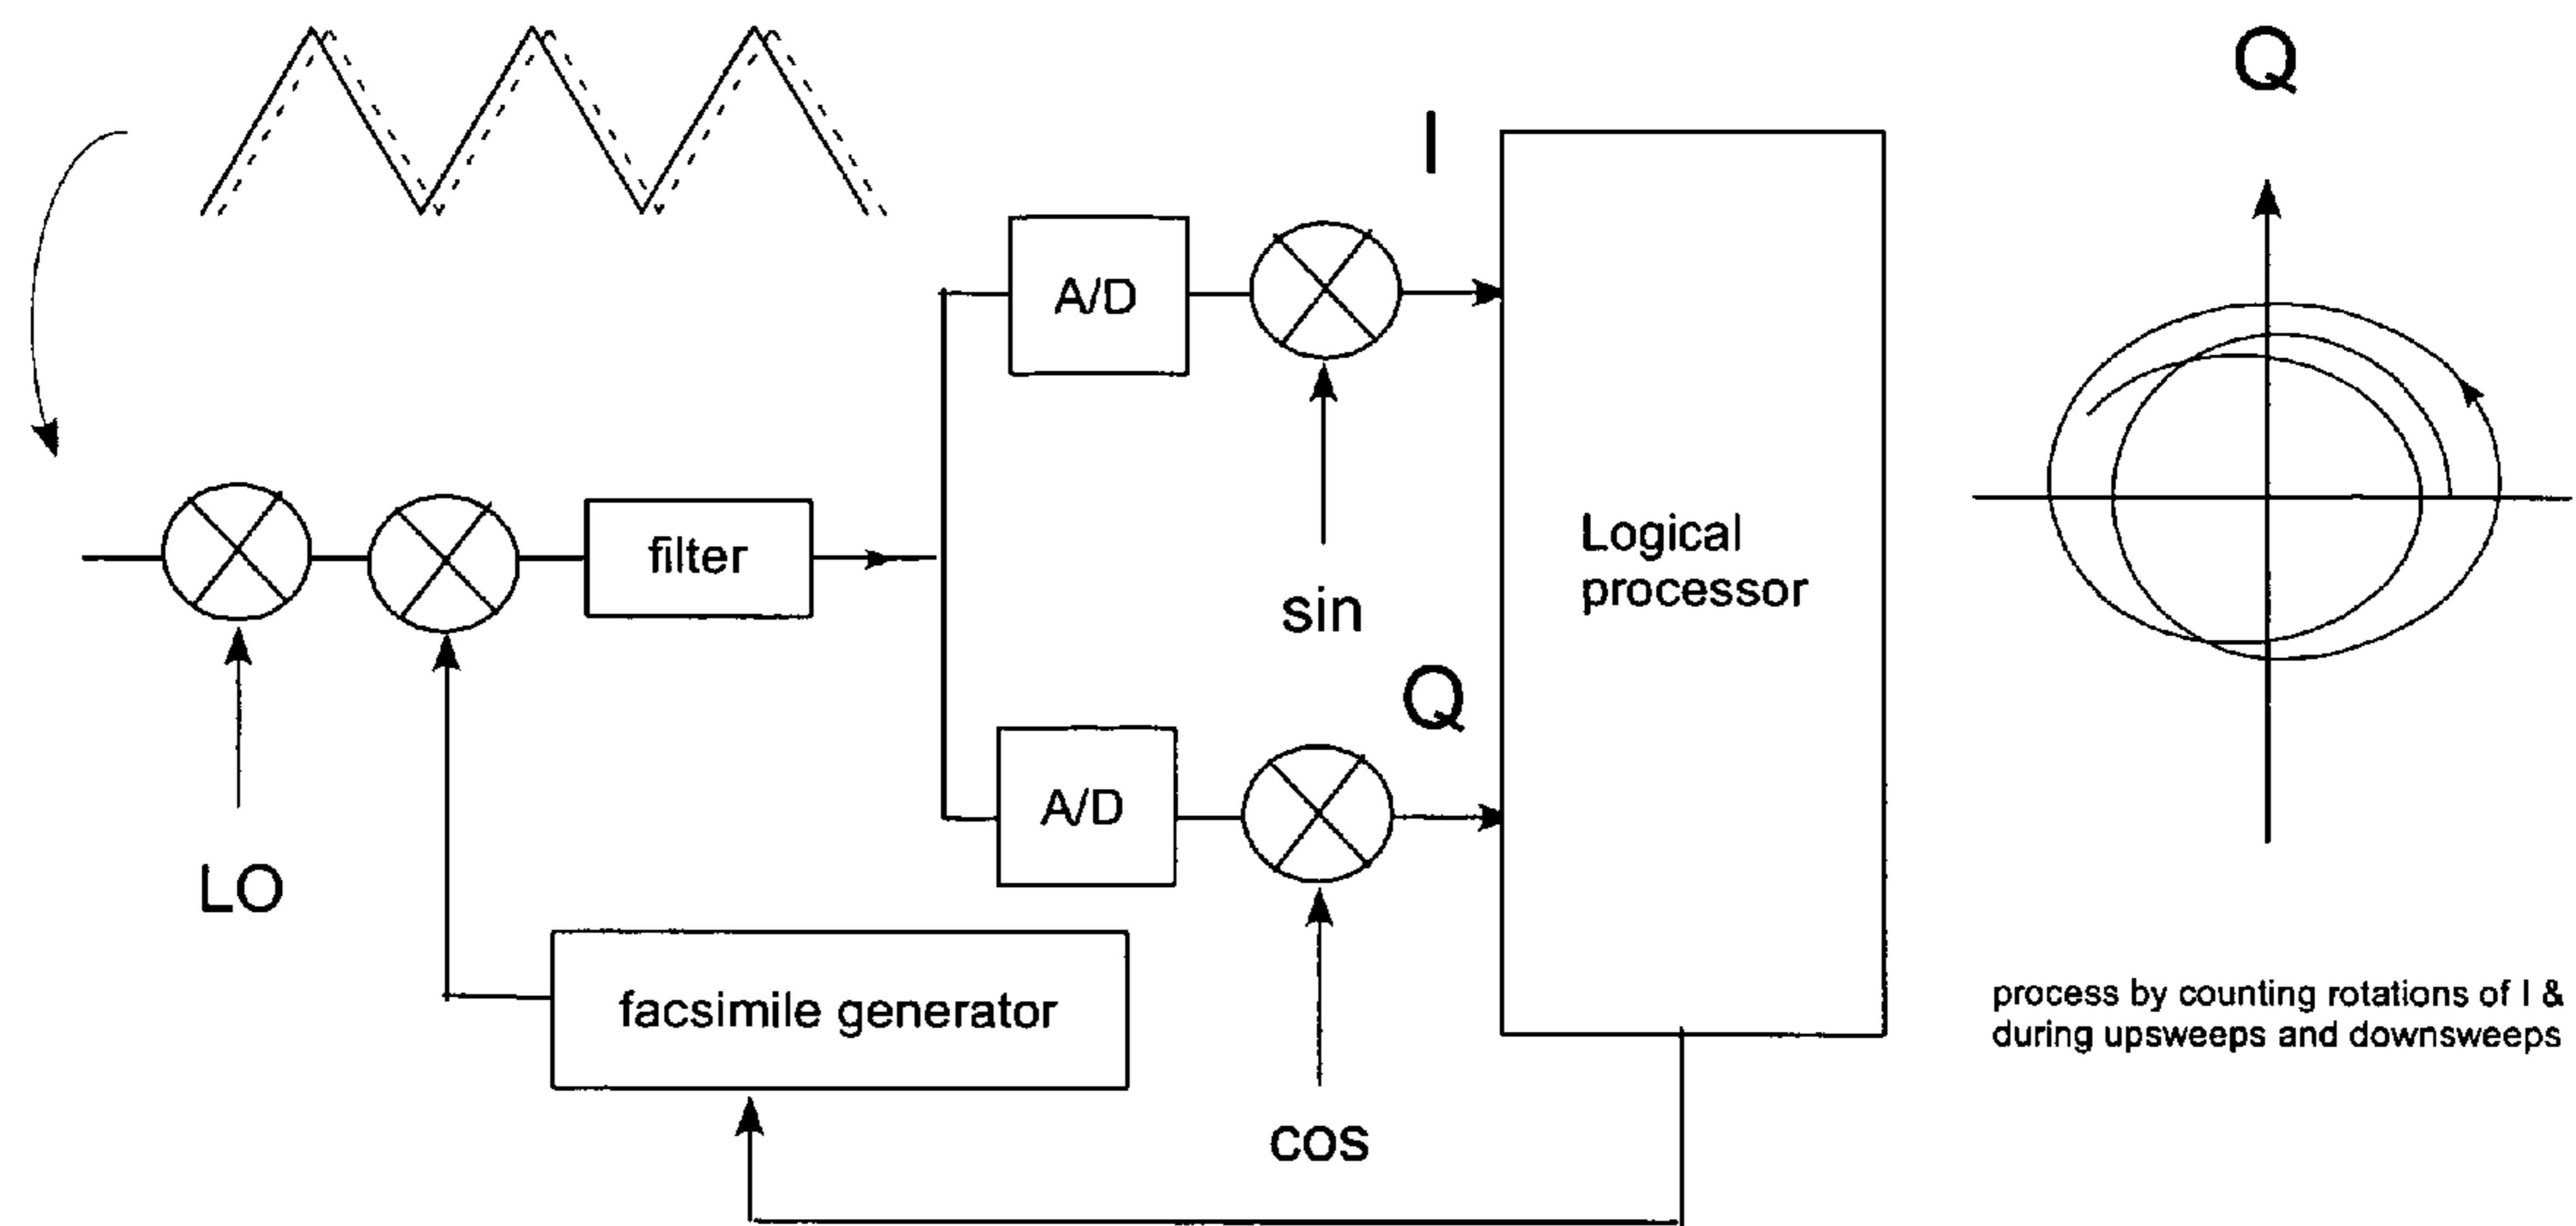 Q
I
A/D
filter
Logical
processor
sin
Q
A/D
LO
facsimile generator
process by counting rotations of I &
during upsweeps and downsweeps
cos